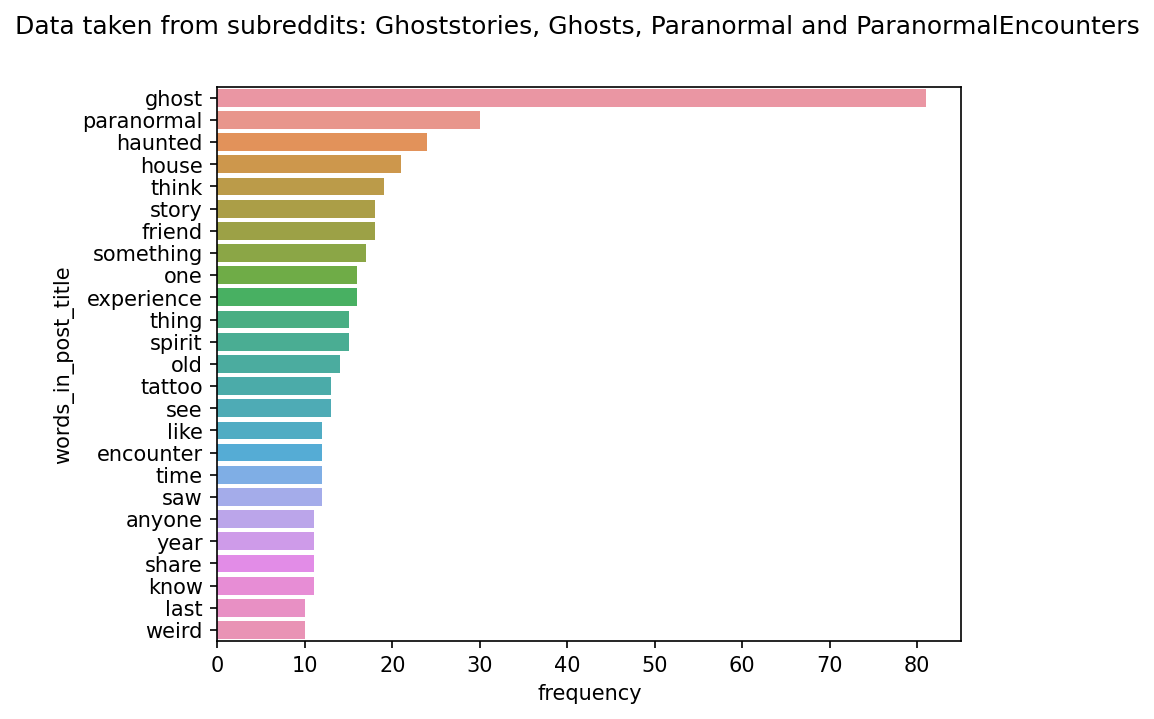 Data taken from subreddits: Ghoststories, Ghosts, Paranormal and ParanormalEncounters
words_in_post_title
ghost
paranormal
haunted
house
think
story
friend
something
one
experience
thing
spirit
old
tattoo
see
like
encounter
time
saw
anyone
year
share
know
last
weird
0 10 20 30 40 50 60 70 80
frequency